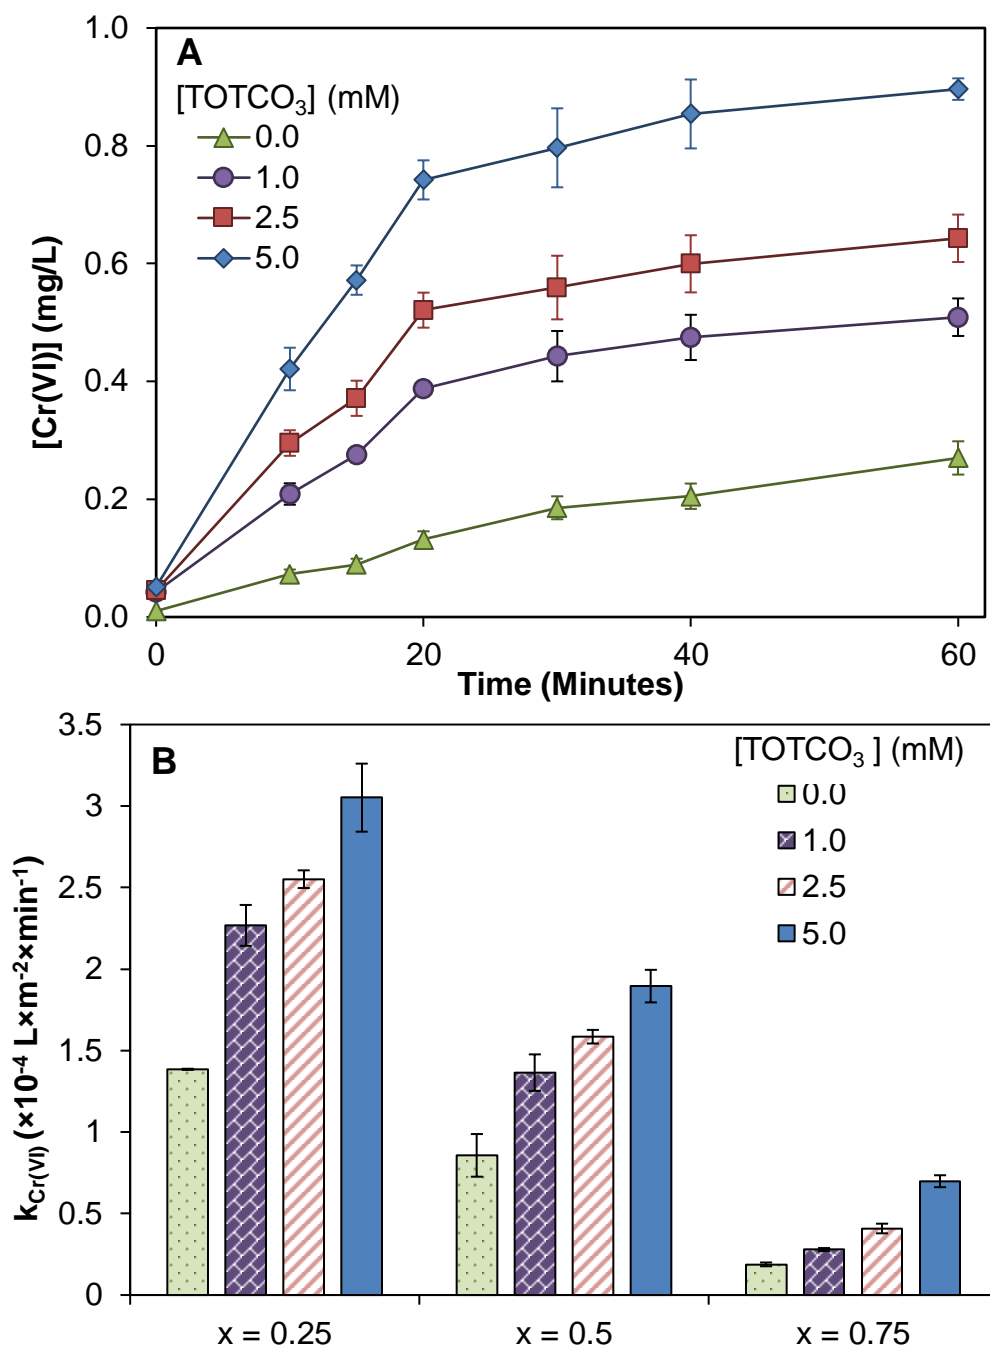 A
[TOTCO₃] (mM)
0.0
1.0
2.5
5.0
1.0
0.8
0.6
0.4
0.2
0.0
[Cr(VI)] (mg/L)
0
20
40
60
Time (Minutes)
B
[TOTCO₃ ] (mM)
0.0
1.0
2.5
5.0
3.5
3
2.5
2
1.5
1
0.5
0
k_Cr(VI) (×10⁻⁴ L×m⁻²×min⁻¹)
x = 0.25
x = 0.5
x = 0.75